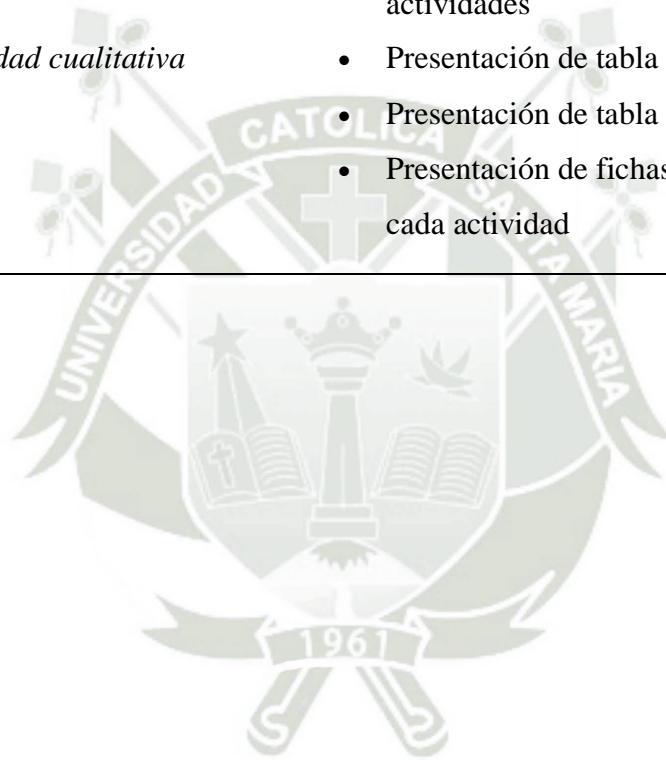 actividades
dad cualitativa • Presentación de tabla
• Presentación de tabla
• Presentación de fichas
cada actividad
UNIVERSIDAD CATOLICA SANTA MARIA
1961